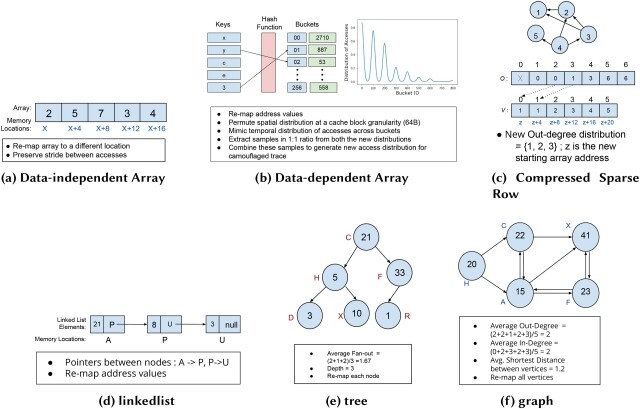 Array:
2 5 7 3 4
Memory
Locations: X X+4 X+8 X+12 X+16
● Re-map array to a different location
● Preserve stride between accesses
(a) Data-independent Array
Keys
Hash
Function
Buckets
x
y
c
e
3
00 2710
01 887
02 53
256 558
Distribution of Accesses
Bucket ID
● Re-map address values
● Permute spatial distribution at a cache block granularity (64B)
● Mimic temporal distribution of accesses across buckets
● Extract samples in 1:1 ratio from both the new distributions
● Combine these samples to generate new access distribution for
camouflaged trace
(b) Data-dependent Array
1
2
5
4
3
0 1 2 3 4 5
O: X 0 0 1 3 6 6
0 1 2 3 4 5
V: 1 1 2 3 4 5
z z+4 z+8 z+12 z+16 z+20
● New Out-degree distribution
= {1, 2, 3} ; z is the new
starting array address
(c) Compressed Sparse
Row
Linked List
Elements:
21 P
8 U
3 null
Memory Locations: A P U
● Pointers between nodes : A -> P, P->U
● Re-map address values
(d) linkedlist
C 21
H 5
F 33
D 3
X 10
1 R
● Average Fan-out =
(2+1+2)/3 =1.67
● Depth = 3
● Re-map each node
(e) tree
C 22
X 41
20 H
A 15
F 23
● Average Out-Degree =
(2+2+1+2+3)/5 = 2
● Average In-Degree =
(0+2+3+2+3)/5 = 2
● Avg. Shortest Distance
between vertices = 1.2
● Re-map all vertices
(f) graph